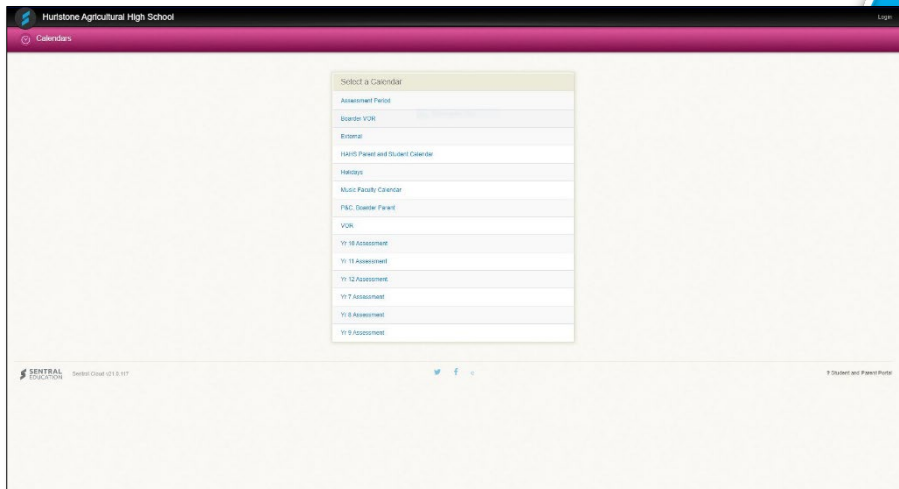 Hurlstone Agricultural High School
Login
Calendars
Select a Calendar
Assessment Period
Boarder VOR
External
HAHS Parent and Student Calendar
Holidays
Music Faculty Calendar
P&C, Boarder Parent
VOR
Yr 10 Assessment
Yr 11 Assessment
Yr 12 Assessment
Yr 7 Assessment
Yr 8 Assessment
Yr 9 Assessment
SENTRAL
EDUCATION
Sentral Cloud
Student and Parent Portal